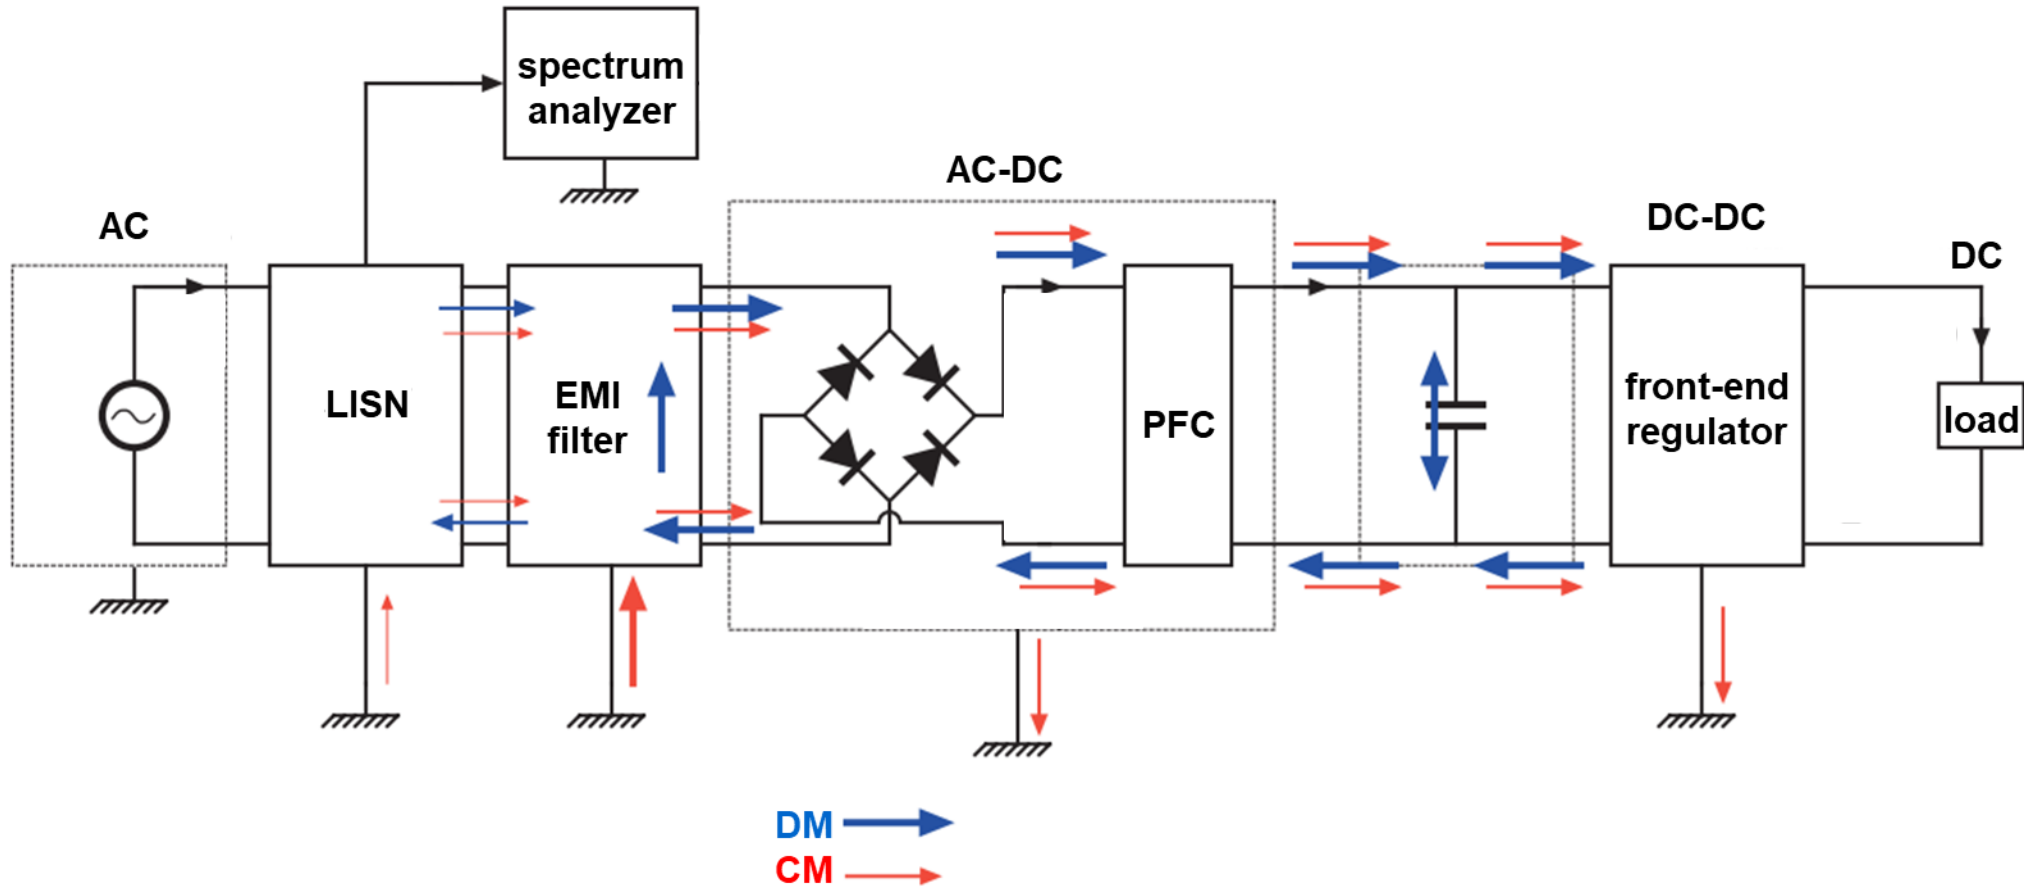 spectrum
analyzer
AC
AC-DC
DC-DC
DC
LISN
EMI
filter
PFC
front-end
regulator
load
DM
CM